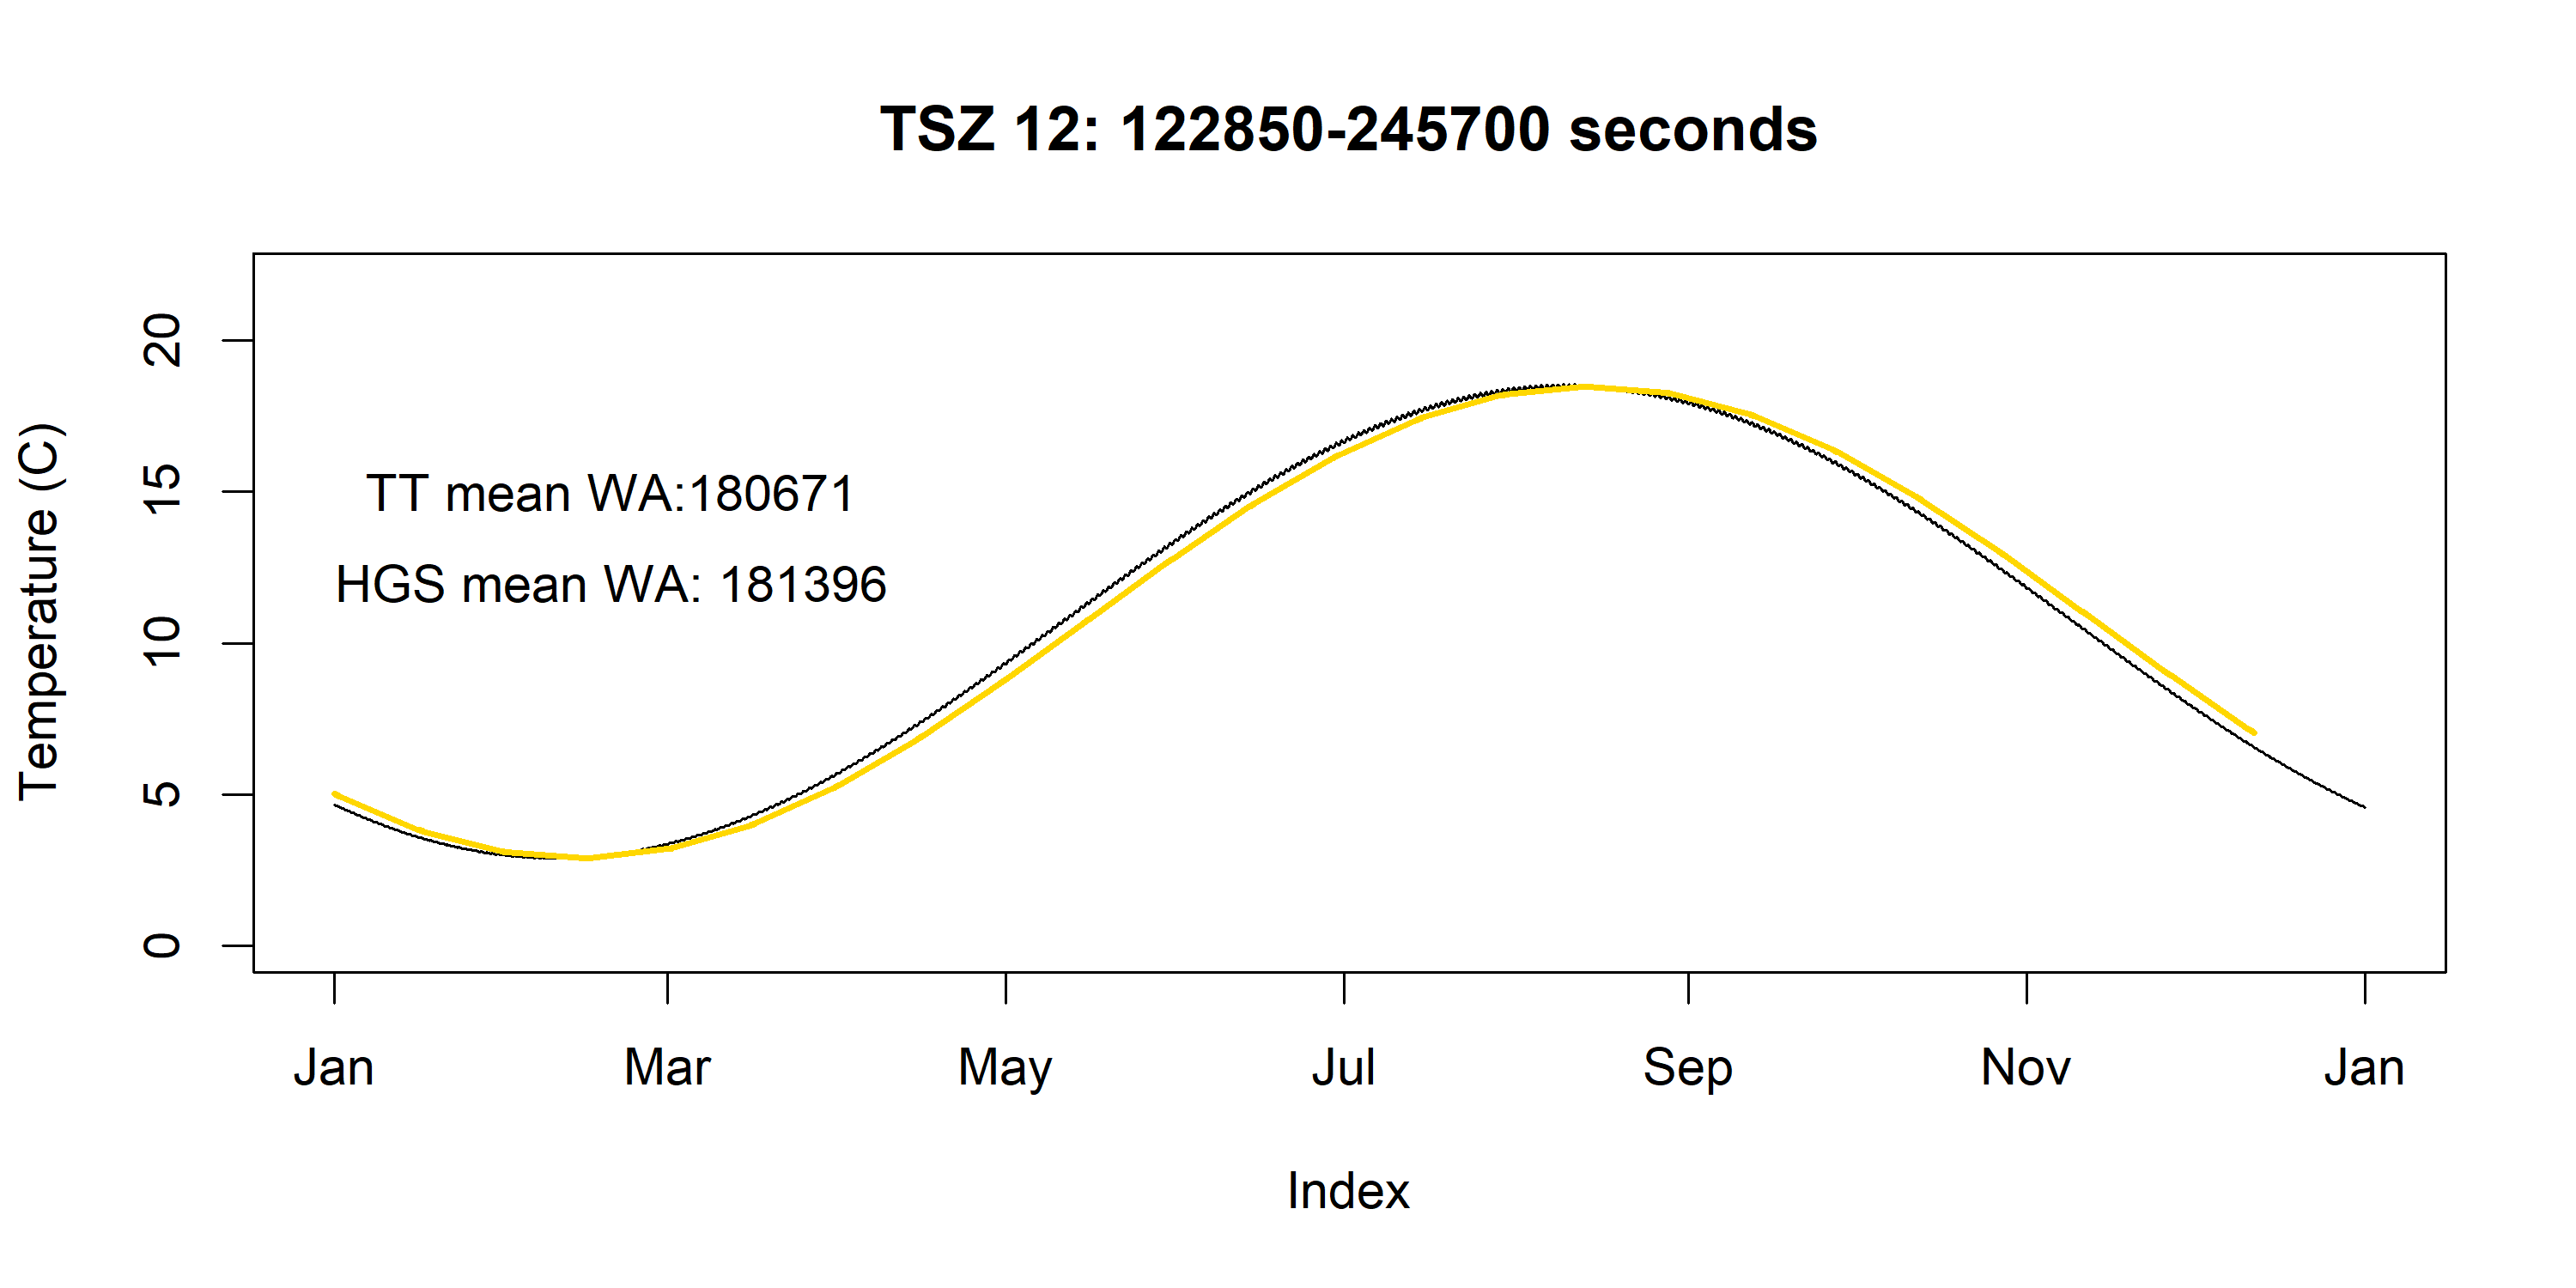 TSZ 12: 122850-245700 seconds
Temperature (C)
20
15
10
5
0
TT mean WA:180671
HGS mean WA: 181396
Jan Mar May Jul Sep Nov Jan
Index